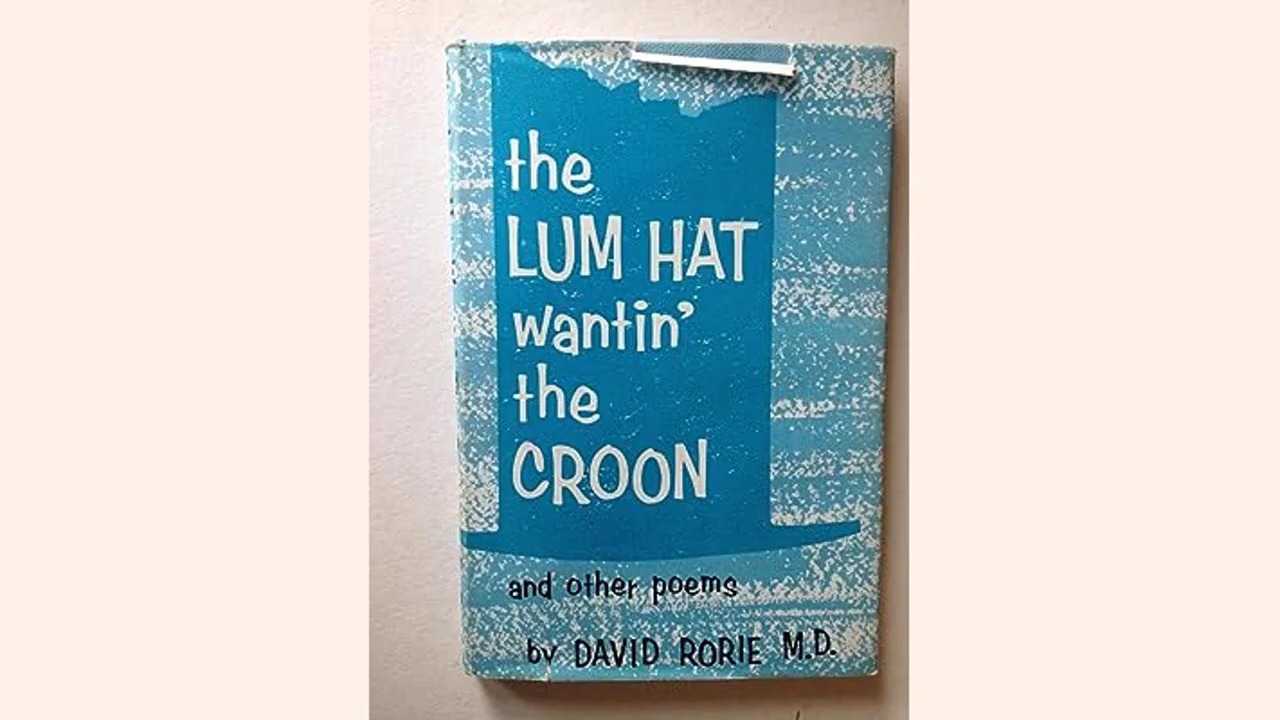 the
LUM HAT
wantin’
the
CROON
and other poems
by DAVID RORIE M.D.